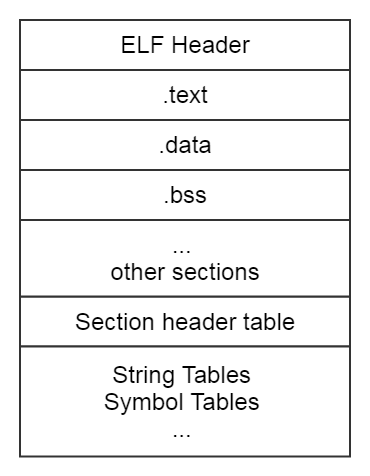 ELF Header
.text
.data
.bss
...
other sections
Section header table
String Tables
Symbol Tables
...